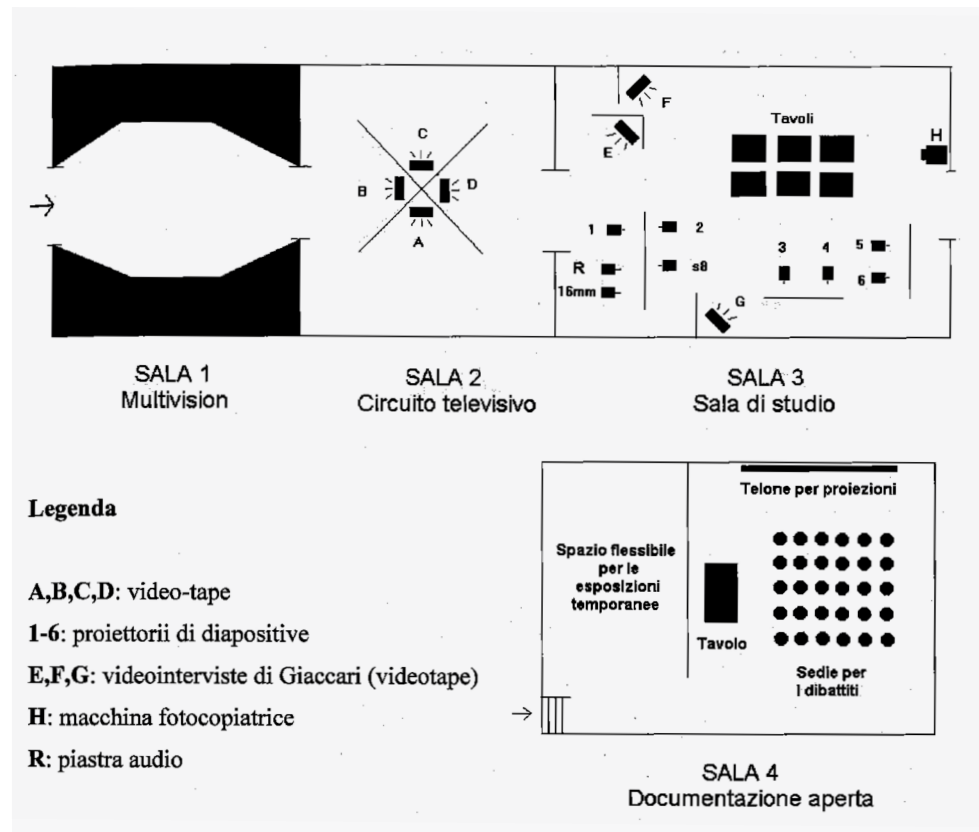 F
C
E
Tavoli
H
B
D
A
1
2
3
4
5
R
s8
6
16mm
G
SALA 1
Multivision
SALA 2
Circuito televisivo
SALA 3
Sala di studio
Telone per proiezioni
Spazio flessibile
per le
esposizioni
temporanee
Tavolo
Sedie per
I dibattiti
SALA 4
Documentazione aperta
Legenda
A,B,C,D: video-tape
1-6: proiettorii di diapositive
E,F,G: videointerviste di Giaccari (videotape)
H: macchina fotocopiatrice
R: piastra audio